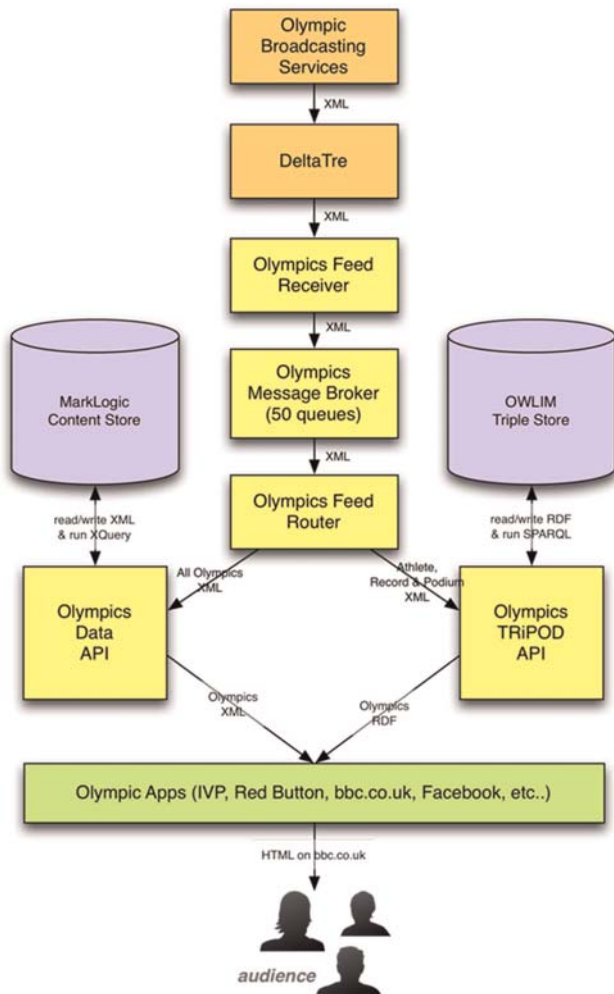 Olympic
Broadcasting
Services
XML
DeltaTre
XML
Olympics Feed
Receiver
XML
MarkLogic
Content Store
Olympics
Message Broker
(50 queues)
OWLIM
Triple Store
XML
Olympics Feed
Router
read/write XML
& run XQuery
read/write RDF
& run SPARQL
All Olympics
XML
Athlete,
Record & Podium
XML
Olympics
Data
API
Olympics
TRiPOD
API
Olympics
XML
Olympics
RDF
Olympic Apps (IVP, Red Button, bbc.co.uk, Facebook, etc..)
HTML on bbc.co.uk
audience